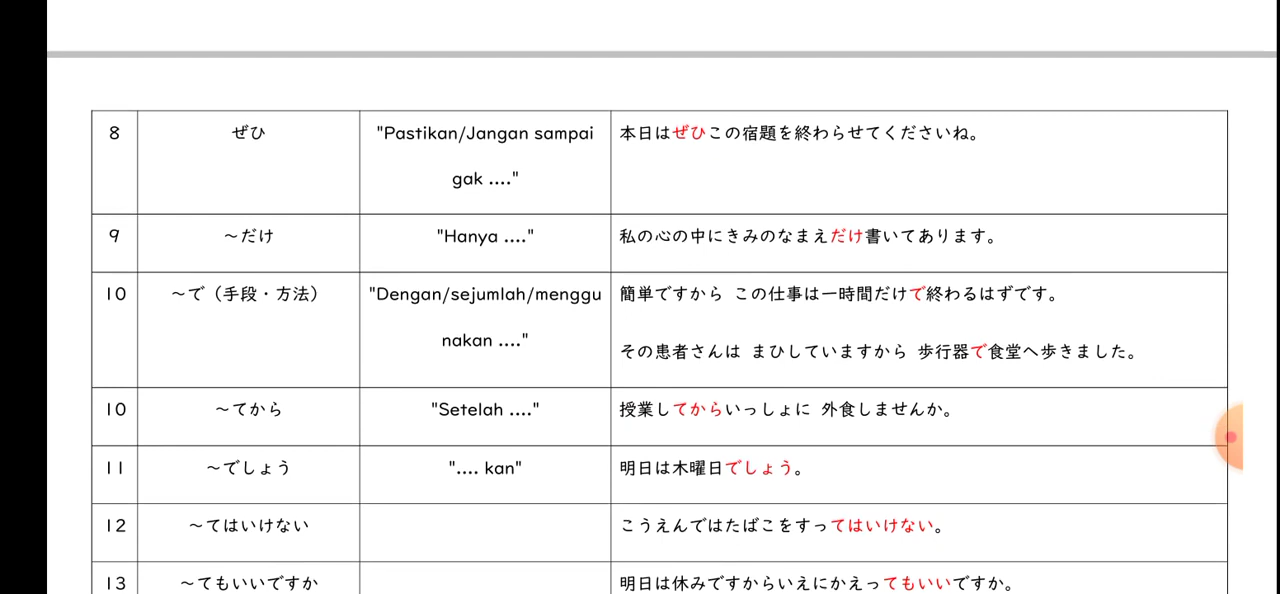 8 ぜひ "Pastikan/Jangan sampai 本日はぜひこの宿題を終わらせてくださいね。
gak ...."
9 ～だけ "Hanya ...." 私の心の中にきみのなまえだけ書いてあります。
10 ～で（手段・方法） "Dengan/sejumlah/menggu 簡単ですから この仕事は一時間だけで終わるはずです。
nakan ...."
その患者さんは まひしていますから 歩行器で食堂へ歩きました。
10 ～てから "Setelah ...." 授業してからいっしょに 外食しませんか。
11 ～でしょう ".... kan" 明日は木曜日でしょう。
12 ～てはいけない こうえんではたばこをすってはいけない。
13 ～てもいいですか 明日は休みですからいえにかえってもいいですか。